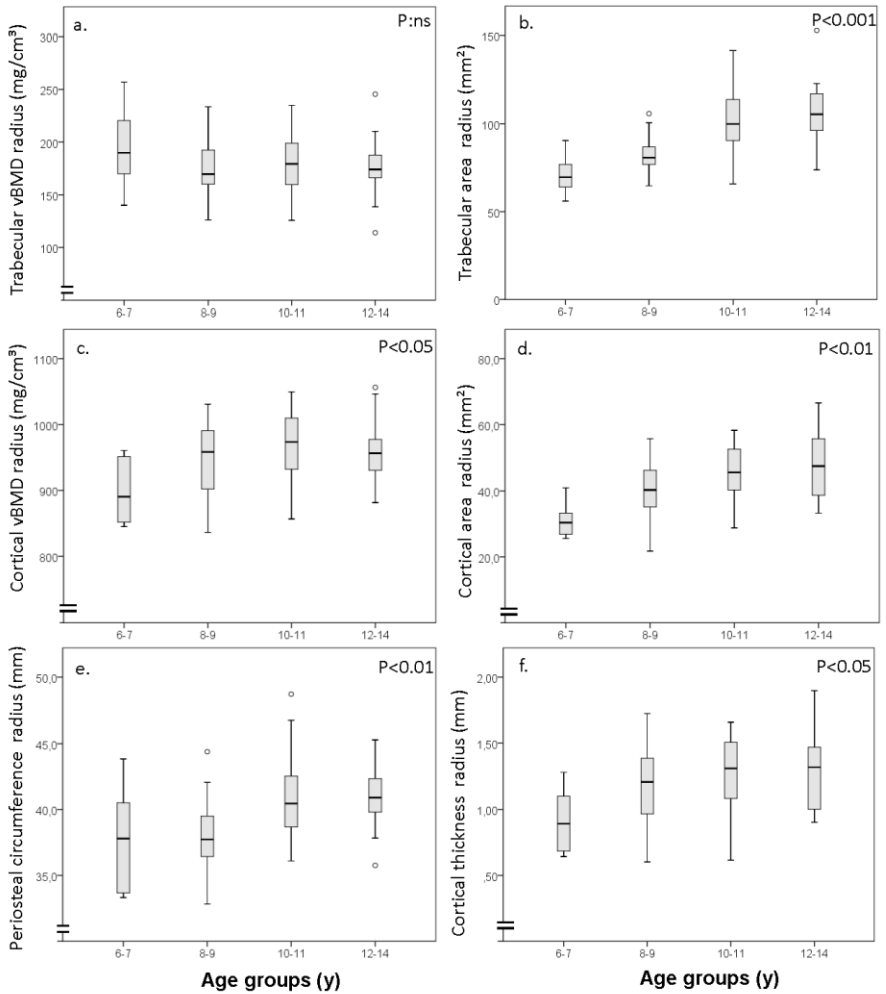 a.
P:ns
Trabecular vBMD radius (mg/cm³)
300
250
200
150
100
6-7
8-9
10-11
12-14
b.
P<0.001
Trabecular area radius (mm²)
150
100
50
0
6-7
8-9
10-11
12-14
c.
P<0.05
Cortical vBMD radius (mg/cm³)
1100
1000
900
800
6-7
8-9
10-11
12-14
d.
P<0.01
Cortical area radius (mm²)
80,0
60,0
40,0
20,0
6-7
8-9
10-11
12-14
e.
P<0.01
Periosteal circumference radius (mm)
50,0
45,0
40,0
35,0
6-7
8-9
10-11
12-14
Age groups (y)
f.
P<0.05
Cortical thickness radius (mm)
2,00
1,50
1,00
,50
6-7
8-9
10-11
12-14
Age groups (y)